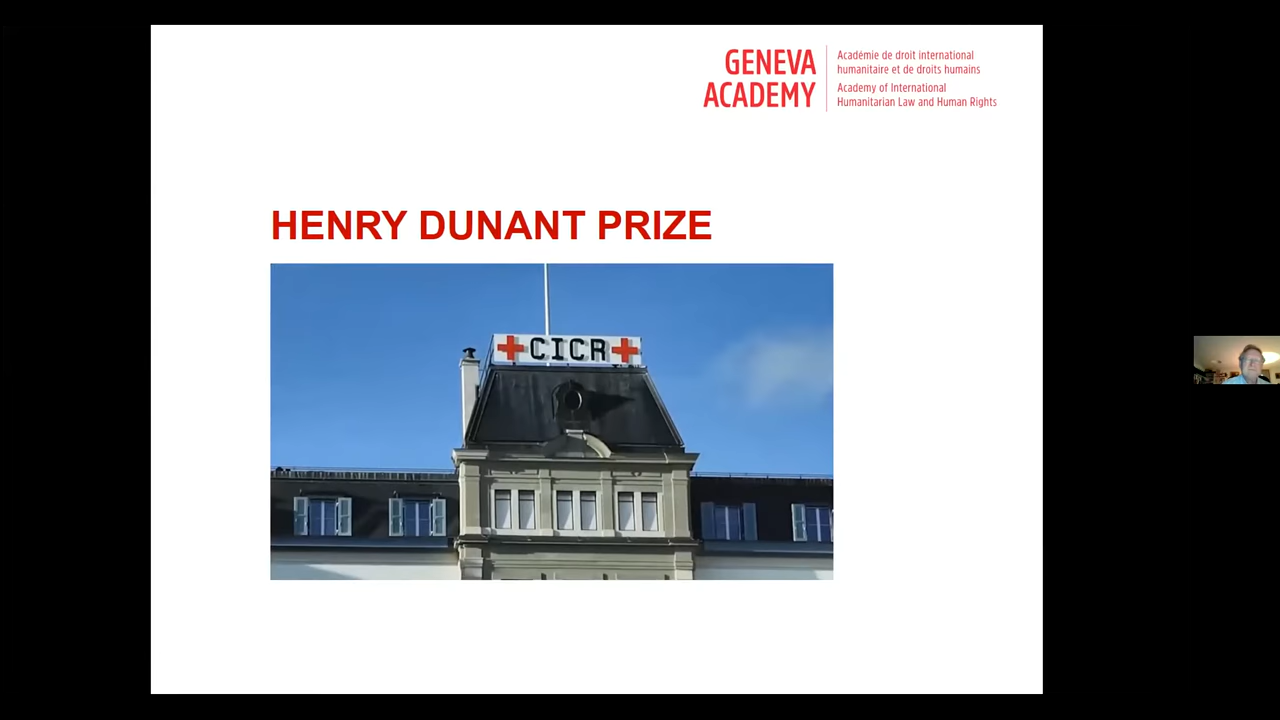 GENEVA
ACADEMY
Académie de droit international
humanitaire et de droits humains
Academy of International
Humanitarian Law and Human Rights
HENRY DUNANT PRIZE
CICR